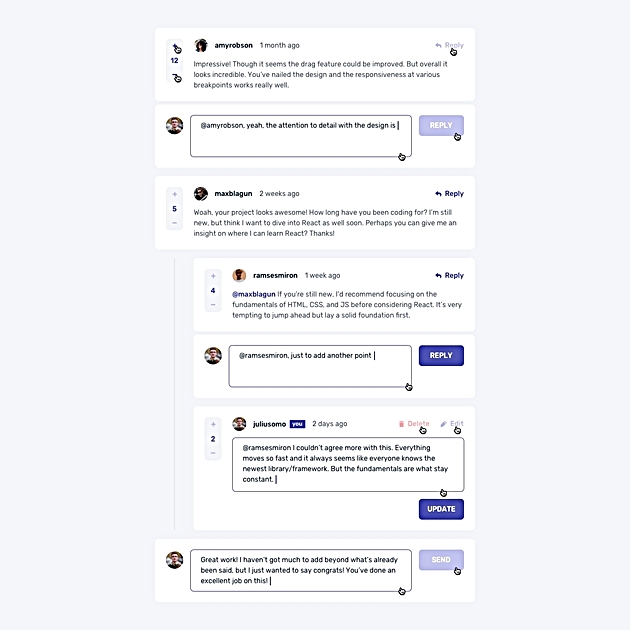 amyrobson 1 month ago Reply
+
12
Impressive! Though it seems the drag feature could be improved. But overall it
looks incredible. You've nailed the design and the responsiveness at various
breakpoints works really well.
@amyrobson, yeah, the attention to detail with the design is
REPLY
maxblagun 2 weeks ago Reply
+
5
−
Woah, your project looks awesome! How long have you been coding for? I'm still
new, but think I want to dive into React as well soon. Perhaps you can give me an
insight on where I can learn React? Thanks!
ramsesmiron 1 week ago Reply
+
4
−
@maxblagun If you're still new, I'd recommend focusing on the
fundamentals of HTML, CSS, and JS before considering React. It's very
tempting to jump ahead but lay a solid foundation first.
@ramsesmiron, just to add another point
REPLY
juliusomo you 2 days ago Delete Edit
+
2
−
@ramsesmiron I couldn't agree more with this. Everything
moves so fast and it always seems like everyone knows the
newest library/framework. But the fundamentals are what stay
constant.
UPDATE
Great work! I haven't got much to add beyond what's already
been said, but I just wanted to say congrats! You've done an
excellent job on this!
SEND